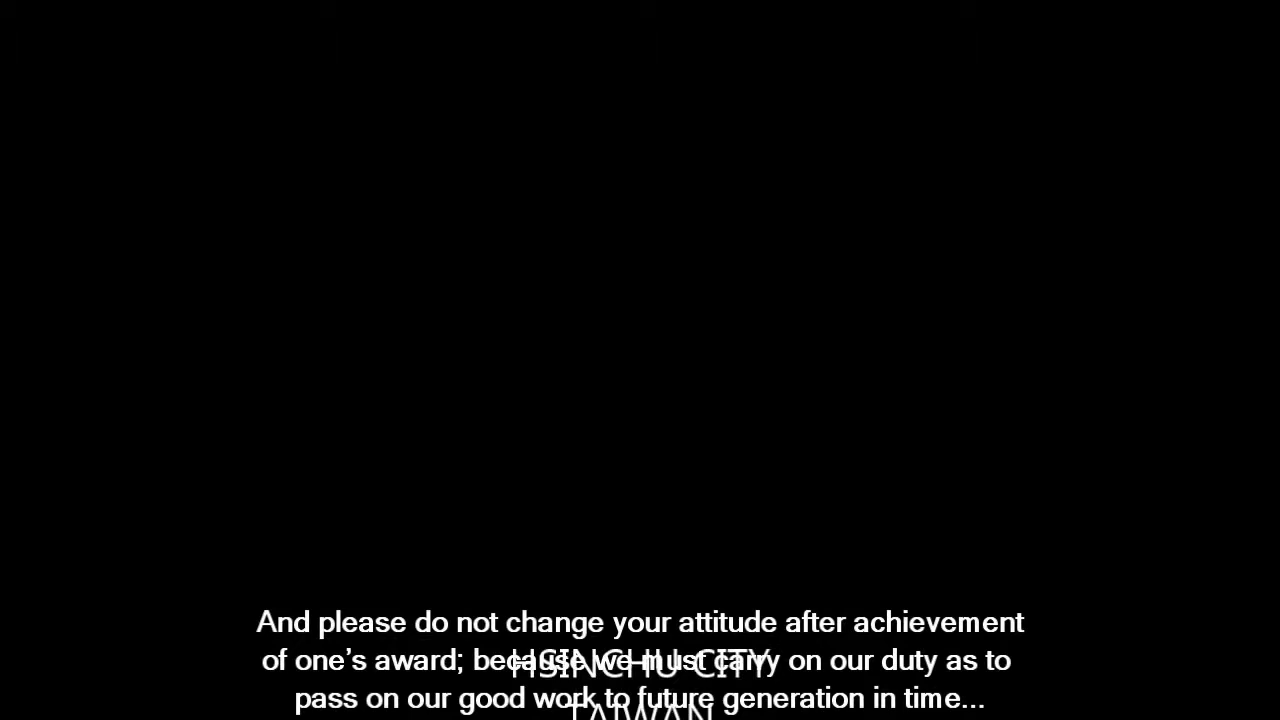 And please do not change your attitude after achievement
of one’s award; because we must carry on our duty as to
HSINCHU CITY
pass on our good work to future generation in time...
TAIWAN